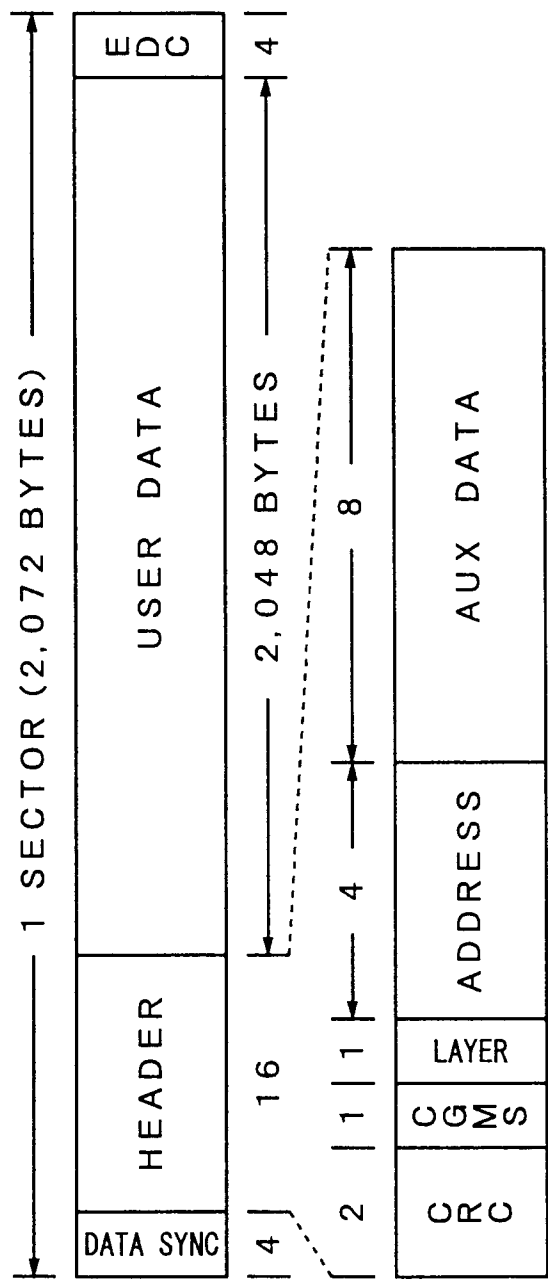 1 SECTOR (2,072 BYTES)
DATA SYNC
HEADER
USER DATA
EDC
4
16
2,048 BYTES
4
2
1
1
4
8
CRC
CGMS
LAYER
ADDRESS
AUX DATA